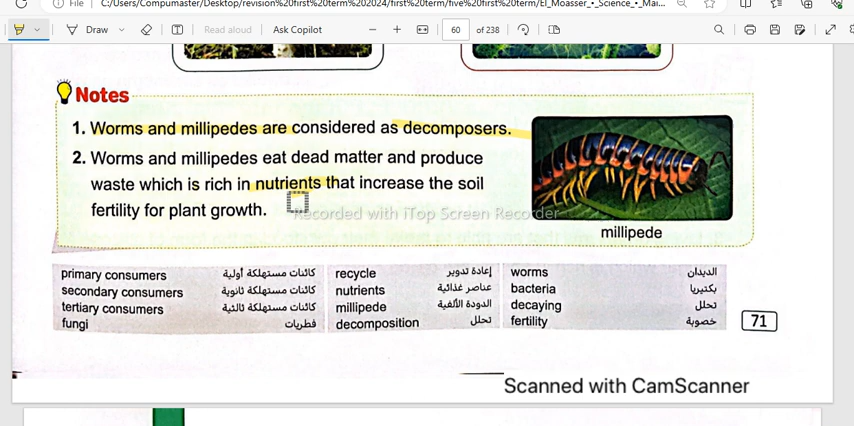 File
C:/Users/Compumaster/Desktop/revision%20first%20term%202024/first%20term/five%20first%20term/El_Moasser_•_Science_•_Mai...
Draw
Read aloud
Ask Copilot
60 of 238
Notes
1. Worms and millipedes are considered as decomposers.
2. Worms and millipedes eat dead matter and produce
waste which is rich in nutrients that increase the soil
fertility for plant growth.
Recorded with iTop Screen Recorder
millipede
primary consumers كائنات مستهلكة أولية
secondary consumers كائنات مستهلكة ثانوية
tertiary consumers كائنات مستهلكة ثالثية
fungi فطريات
recycle إعادة تدوير
nutrients عناصر غذائية
millipede الدودة الألفية
decomposition تحلل
worms الديدان
bacteria بكتيريا
decaying تحلل
fertility خصوبة
71
Scanned with CamScanner